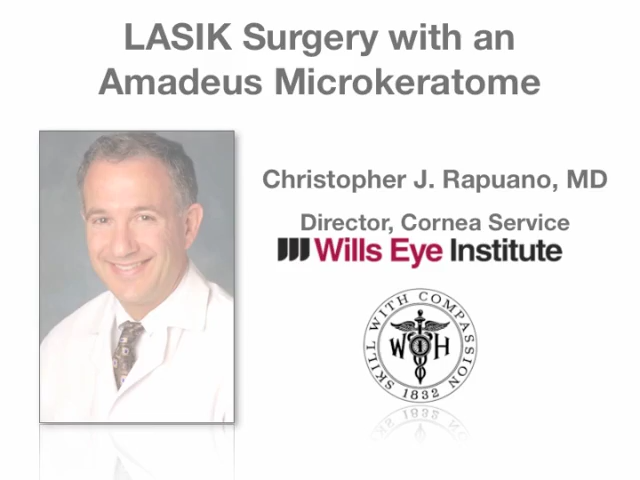 LASIK Surgery with an
Amadeus Microkeratome
Christopher J. Rapuano, MD
Director, Cornea Service
Wills Eye Institute
SKILL WITH COMPASSION
W H
1832